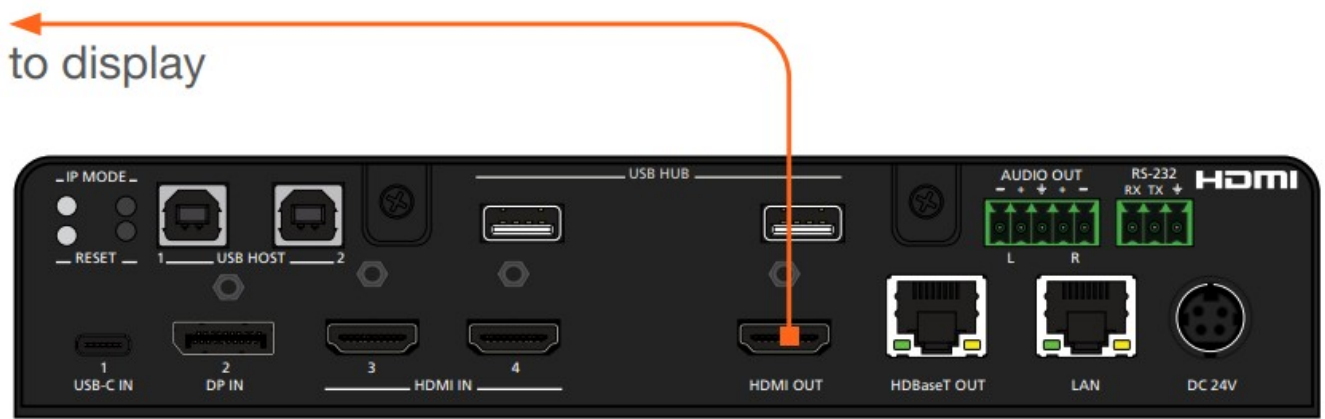 to display
IP MODE
USB HUB
AUDIO OUT
- + ⏚ + -
RS-232
RX TX ⏚
HDMI
RESET
1 USB HOST 2
L R
1
USB-C IN
2
DP IN
3 4
HDMI IN
HDMI OUT
HDBaseT OUT
LAN
DC 24V